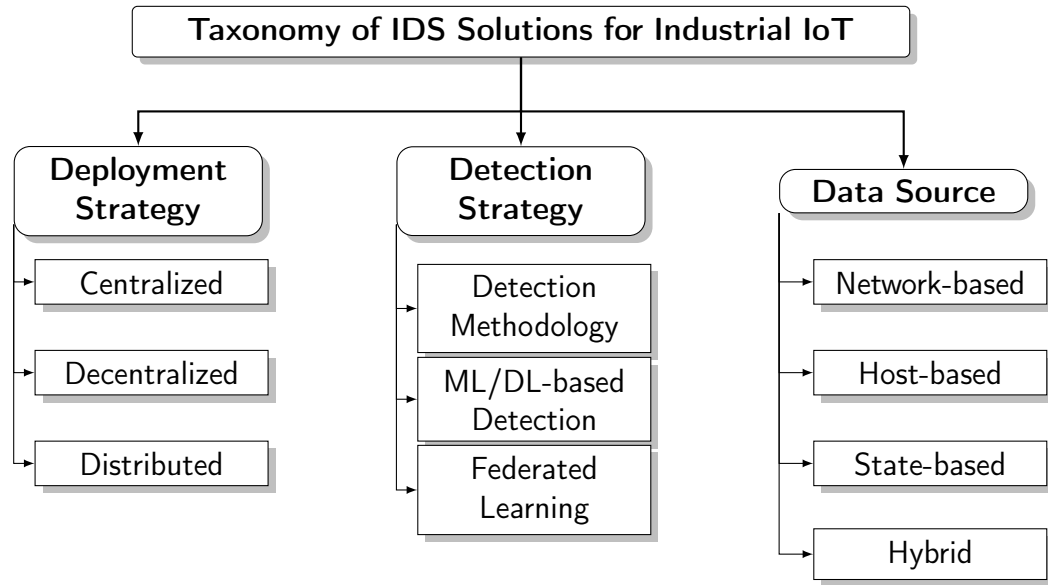 Taxonomy of IDS Solutions for Industrial IoT
Deployment
Strategy
Centralized
Decentralized
Distributed
Detection
Strategy
Detection
Methodology
ML/DL-based
Detection
Federated
Learning
Data Source
Network-based
Host-based
State-based
Hybrid